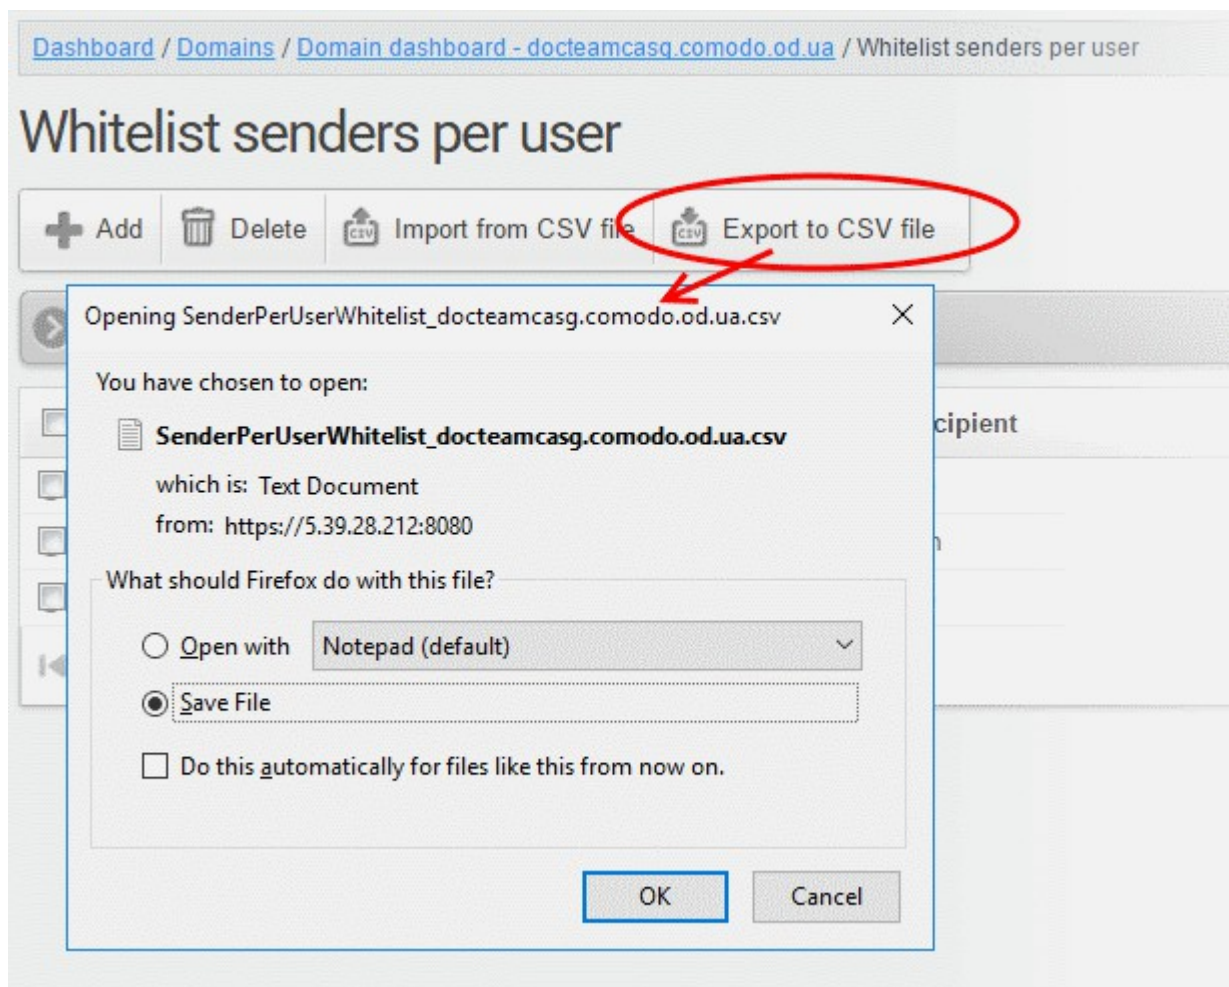 Dashboard / Domains / Domain dashboard - docteamcasg.comodo.od.ua / Whitelist senders per user
Whitelist senders per user
Add Delete Import from CSV file Export to CSV file
Opening SenderPerUserWhitelist_docteamcasg.comodo.od.ua.csv
You have chosen to open:
SenderPerUserWhitelist_docteamcasg.comodo.od.ua.csv
cipient
which is: Text Document
from: https://5.39.28.212:8080
What should Firefox do with this file?
Open with Notepad (default)
Save File
Do this automatically for files like this from now on.
OK Cancel